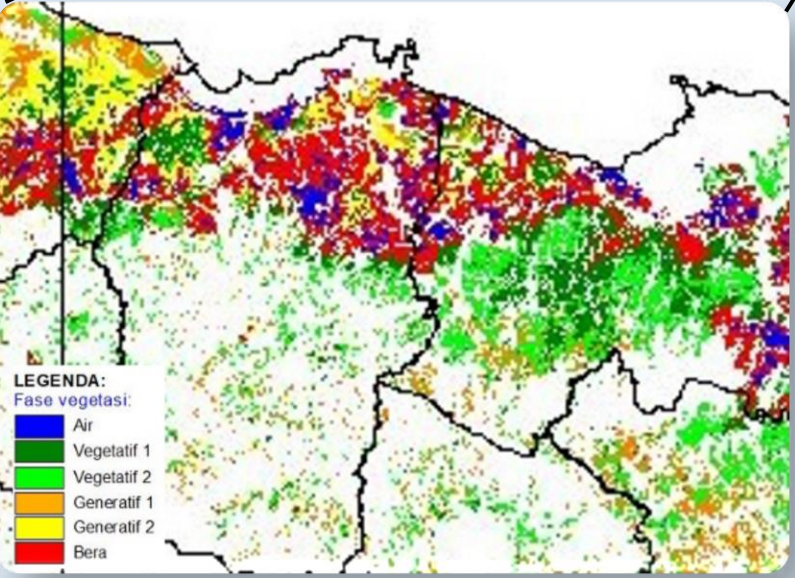 LEGENDA:
Fase vegetasi:
Air
Vegetatif 1
Vegetatif 2
Generatif 1
Generatif 2
Bera